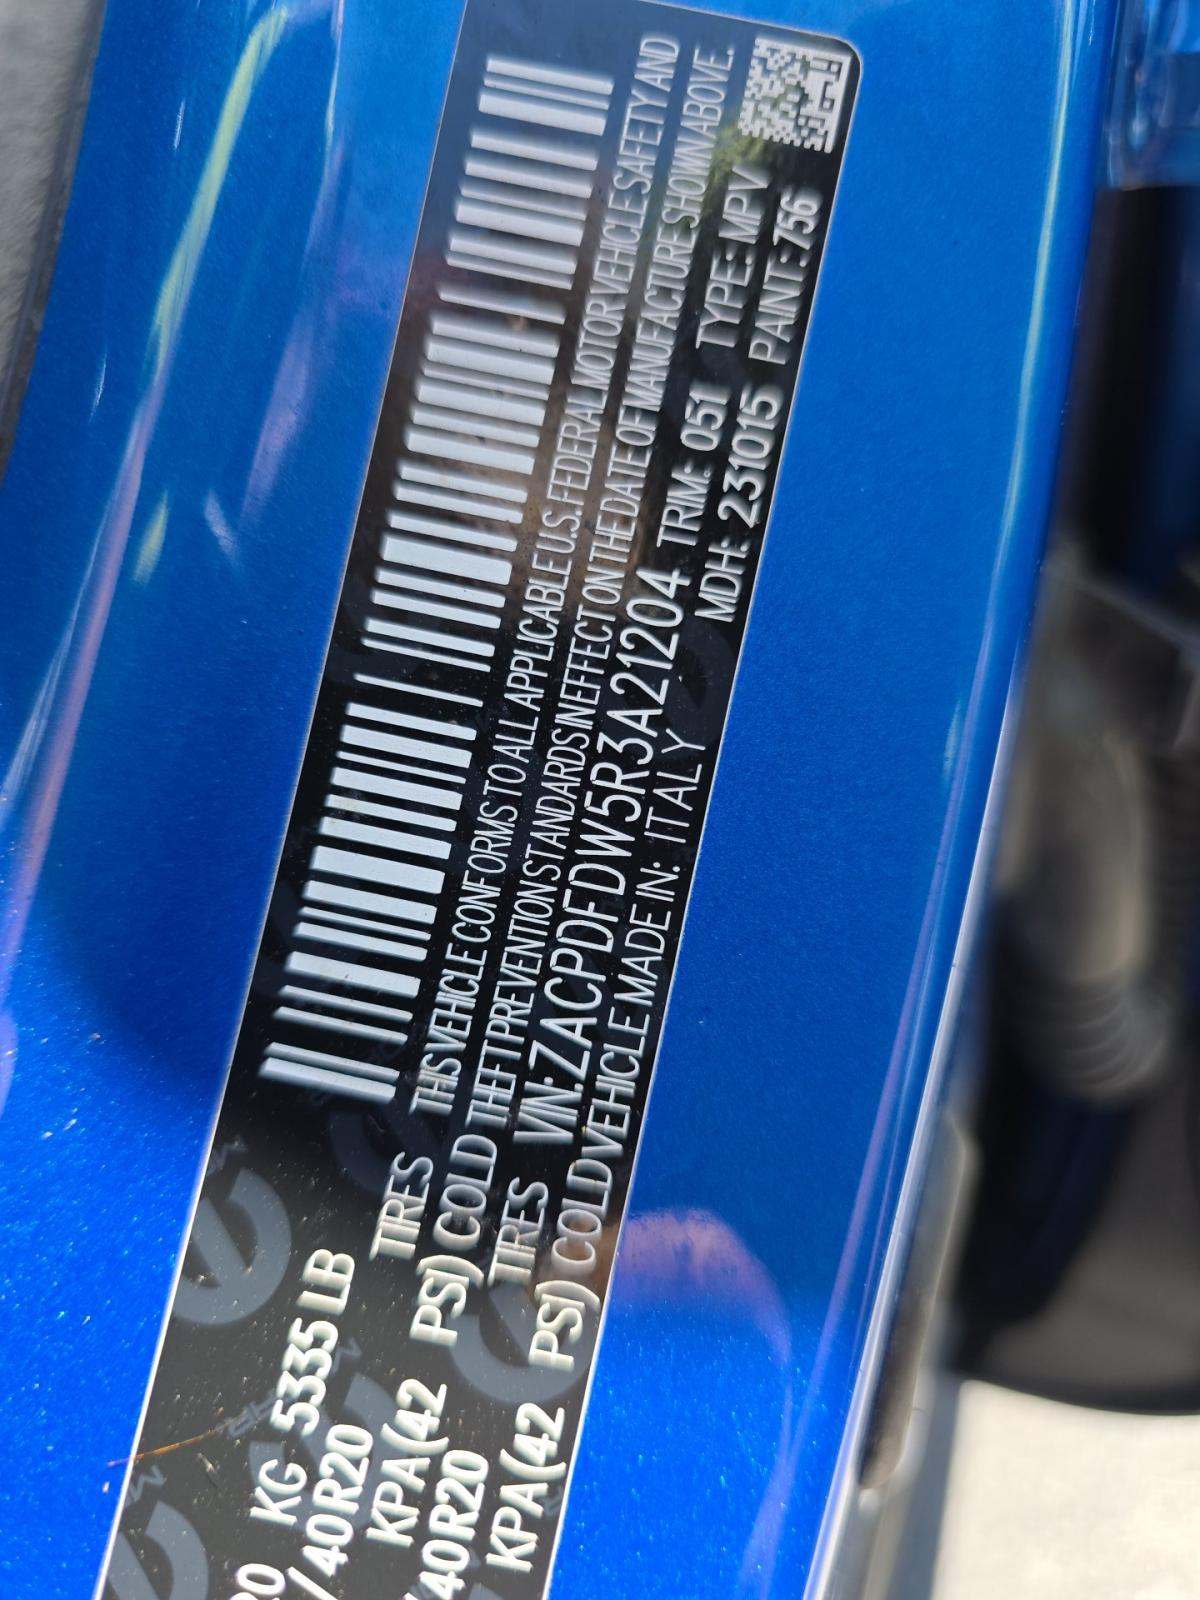 KG 5335 LB
/40R20 TIRES
KPA(42 PSI) COLD
/40R20 TIRES
KPA(42 PSI) COLD
THIS VEHICLE CONFORMS TO ALL APPLICABLE U.S. FEDERAL MOTOR VEHICLE SAFETY AND
THEFT PREVENTION STANDARDS IN EFFECT ON THE DATE OF MANUFACTURE SHOWN ABOVE.
VIN: ZACPDFDW5R3A21204 TRIM: 051 TYPE: MPV
VEHICLE MADE IN: ITALY MDH: 231015 PAINT: 756